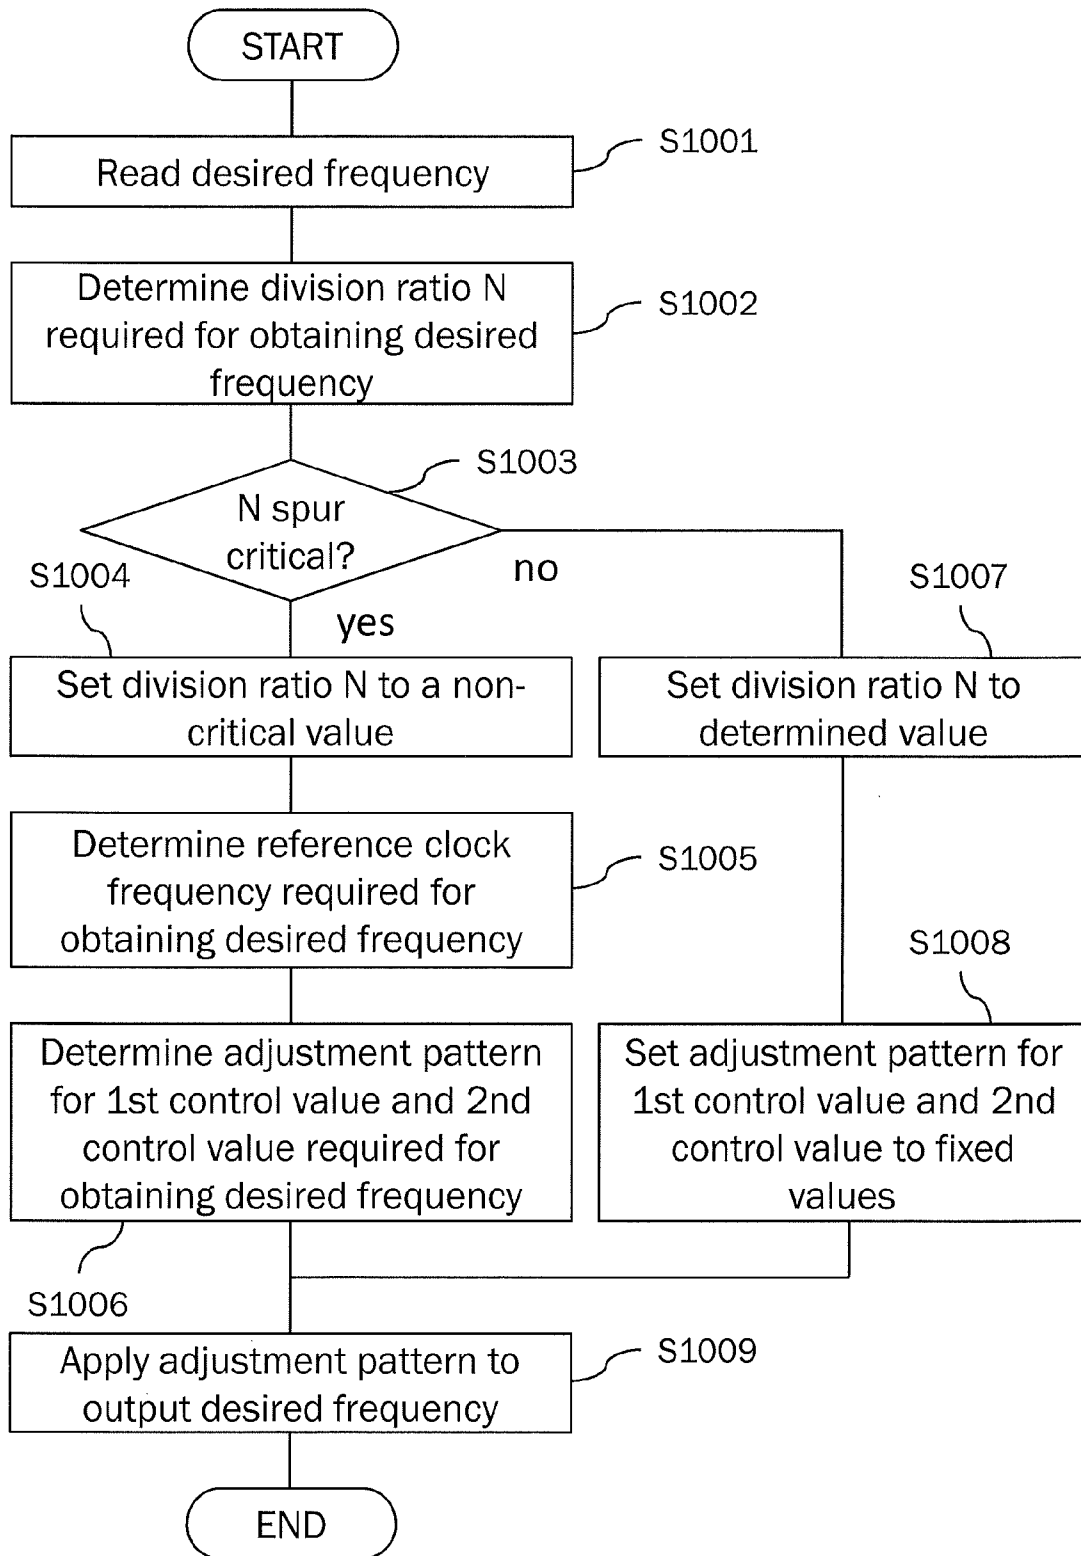 START
S1001
Read desired frequency
Determine division ratio N
required for obtaining desired
frequency
S1002
S1003
N spur
critical?
no
yes
S1004
S1007
Set division ratio N to a non-
critical value
Set division ratio N to
determined value
Determine reference clock
frequency required for
obtaining desired frequency
S1005
S1008
Determine adjustment pattern
for 1st control value and 2nd
control value required for
obtaining desired frequency
Set adjustment pattern for
1st control value and 2nd
control value to fixed
values
S1006
S1009
Apply adjustment pattern to
output desired frequency
END